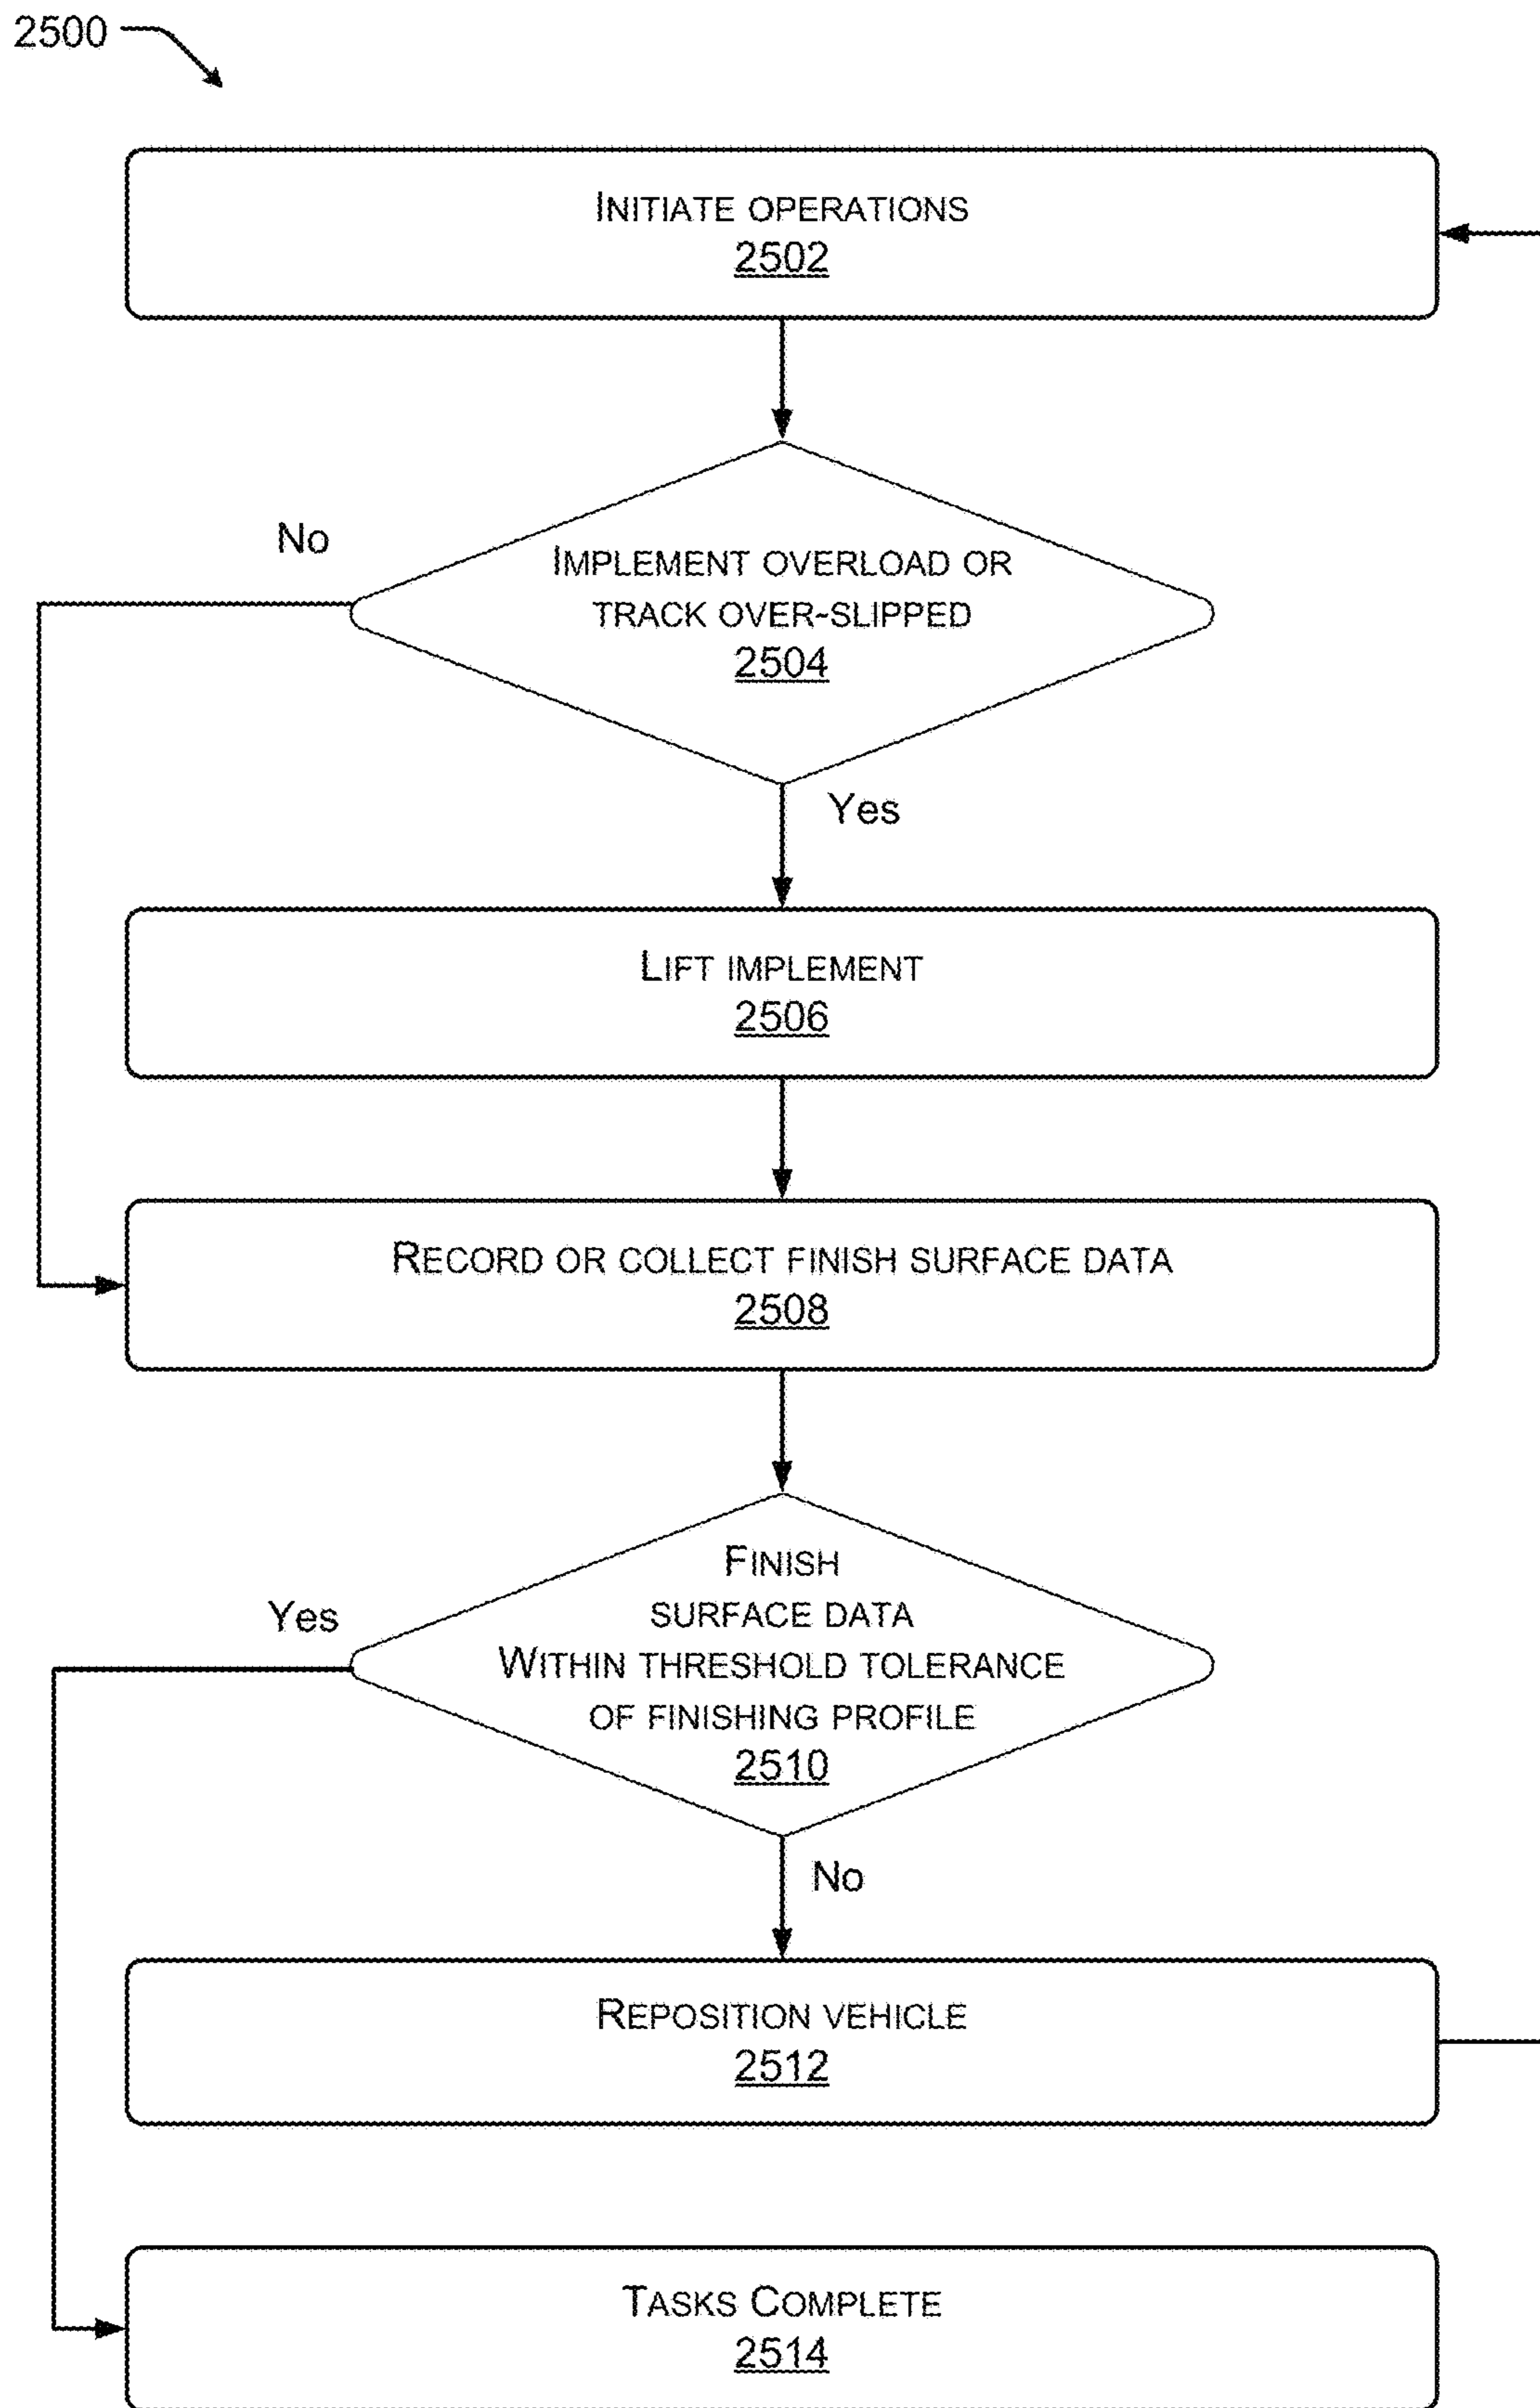 2500
INITIATE OPERATIONS
2502
No
IMPLEMENT OVERLOAD OR
TRACK OVER-SLIPPED
2504
Yes
LIFT IMPLEMENT
2506
RECORD OR COLLECT FINISH SURFACE DATA
2508
FINISH
SURFACE DATA
Yes
WITHIN THRESHOLD TOLERANCE
OF FINISHING PROFILE
2510
No
REPOSITION VEHICLE
2512
TASKS COMPLETE
2514